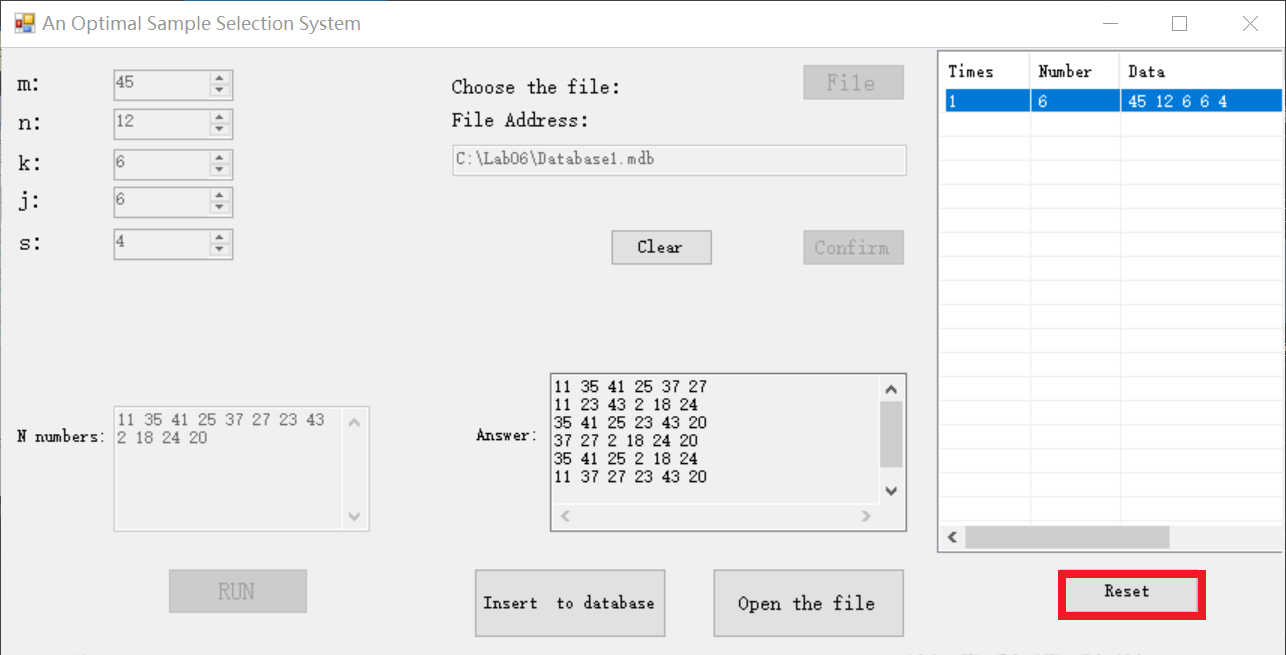 An Optimal Sample Selection System
m: 45
n: 12
k: 6
j: 6
s: 4
Choose the file: File
File Address:
C:\Lab06\Database1.mdb
Clear Confirm
N numbers:
11 35 41 25 37 27 23 43
2 18 24 20
Answer:
11 35 41 25 37 27
11 23 43 2 18 24
35 41 25 23 43 20
37 27 2 18 24 20
35 41 25 2 18 24
11 37 27 23 43 20
Times Number Data
1 6 45 12 6 6 4
RUN
Insert to database
Open the file
Reset